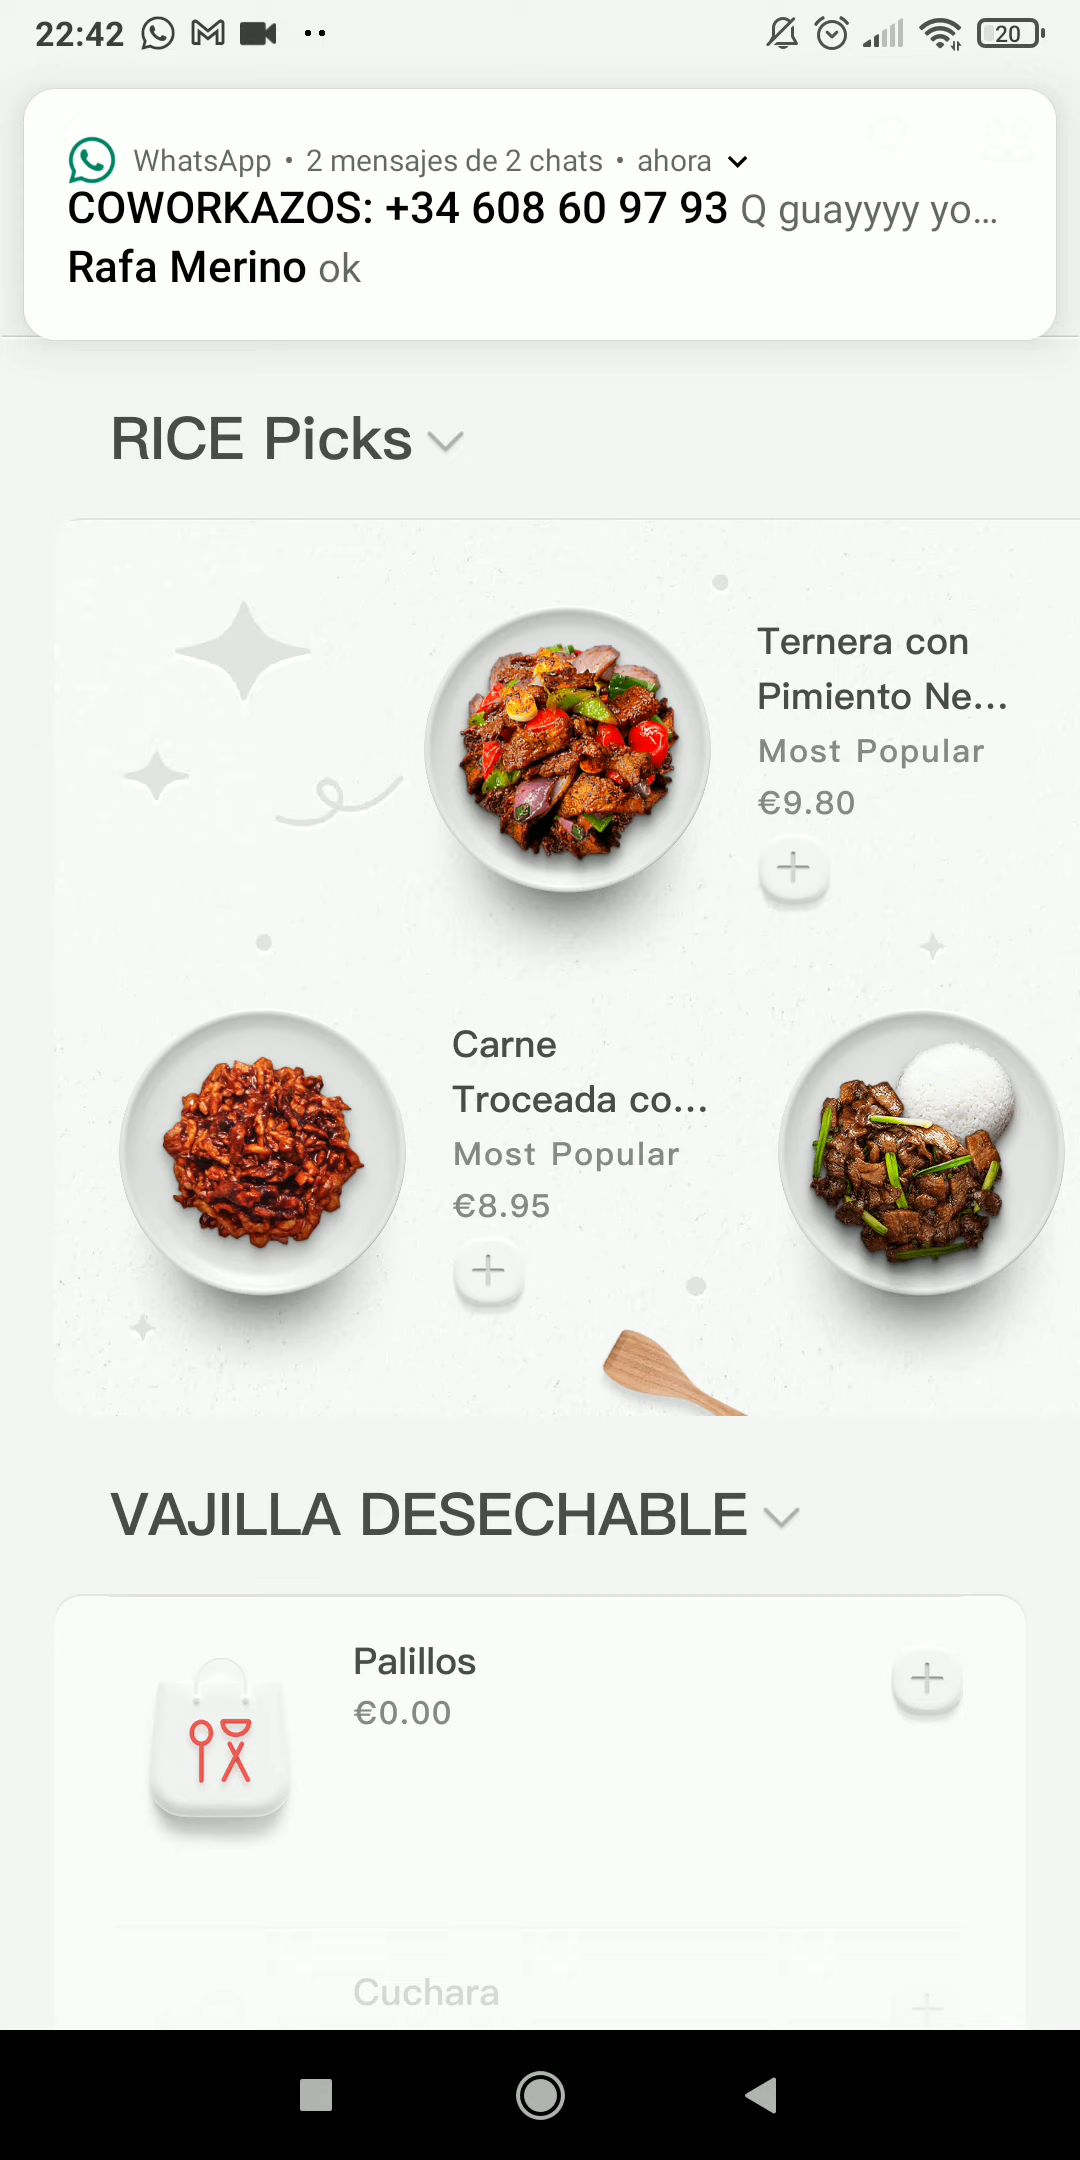 22:42
20
WhatsApp • 2 mensajes de 2 chats • ahora
COWORKAZOS: +34 608 60 97 93 Q guayyyy yo...
Rafa Merino ok
RICE Picks
Ternera con
Pimiento Ne...
Most Popular
€9.80
Carne
Troceada co...
Most Popular
€8.95
VAJILLA DESECHABLE
Palillos
€0.00
Cuchara